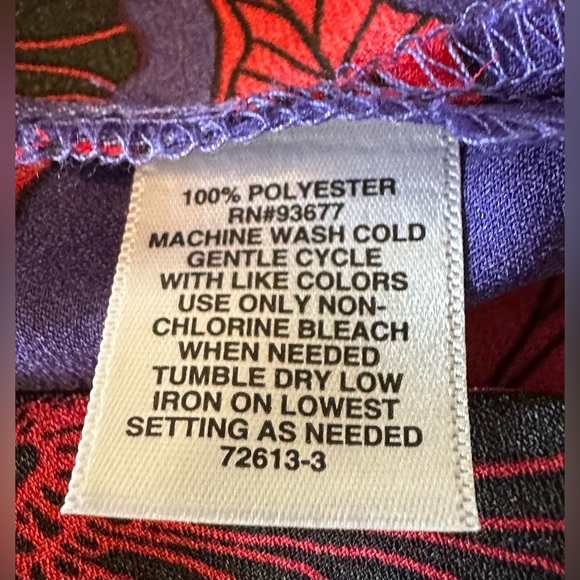 100% POLYESTER
RN#93677
MACHINE WASH COLD
GENTLE CYCLE
WITH LIKE COLORS
USE ONLY NON-
CHLORINE BLEACH
WHEN NEEDED
TUMBLE DRY LOW
IRON ON LOWEST
SETTING AS NEEDED
72613-3